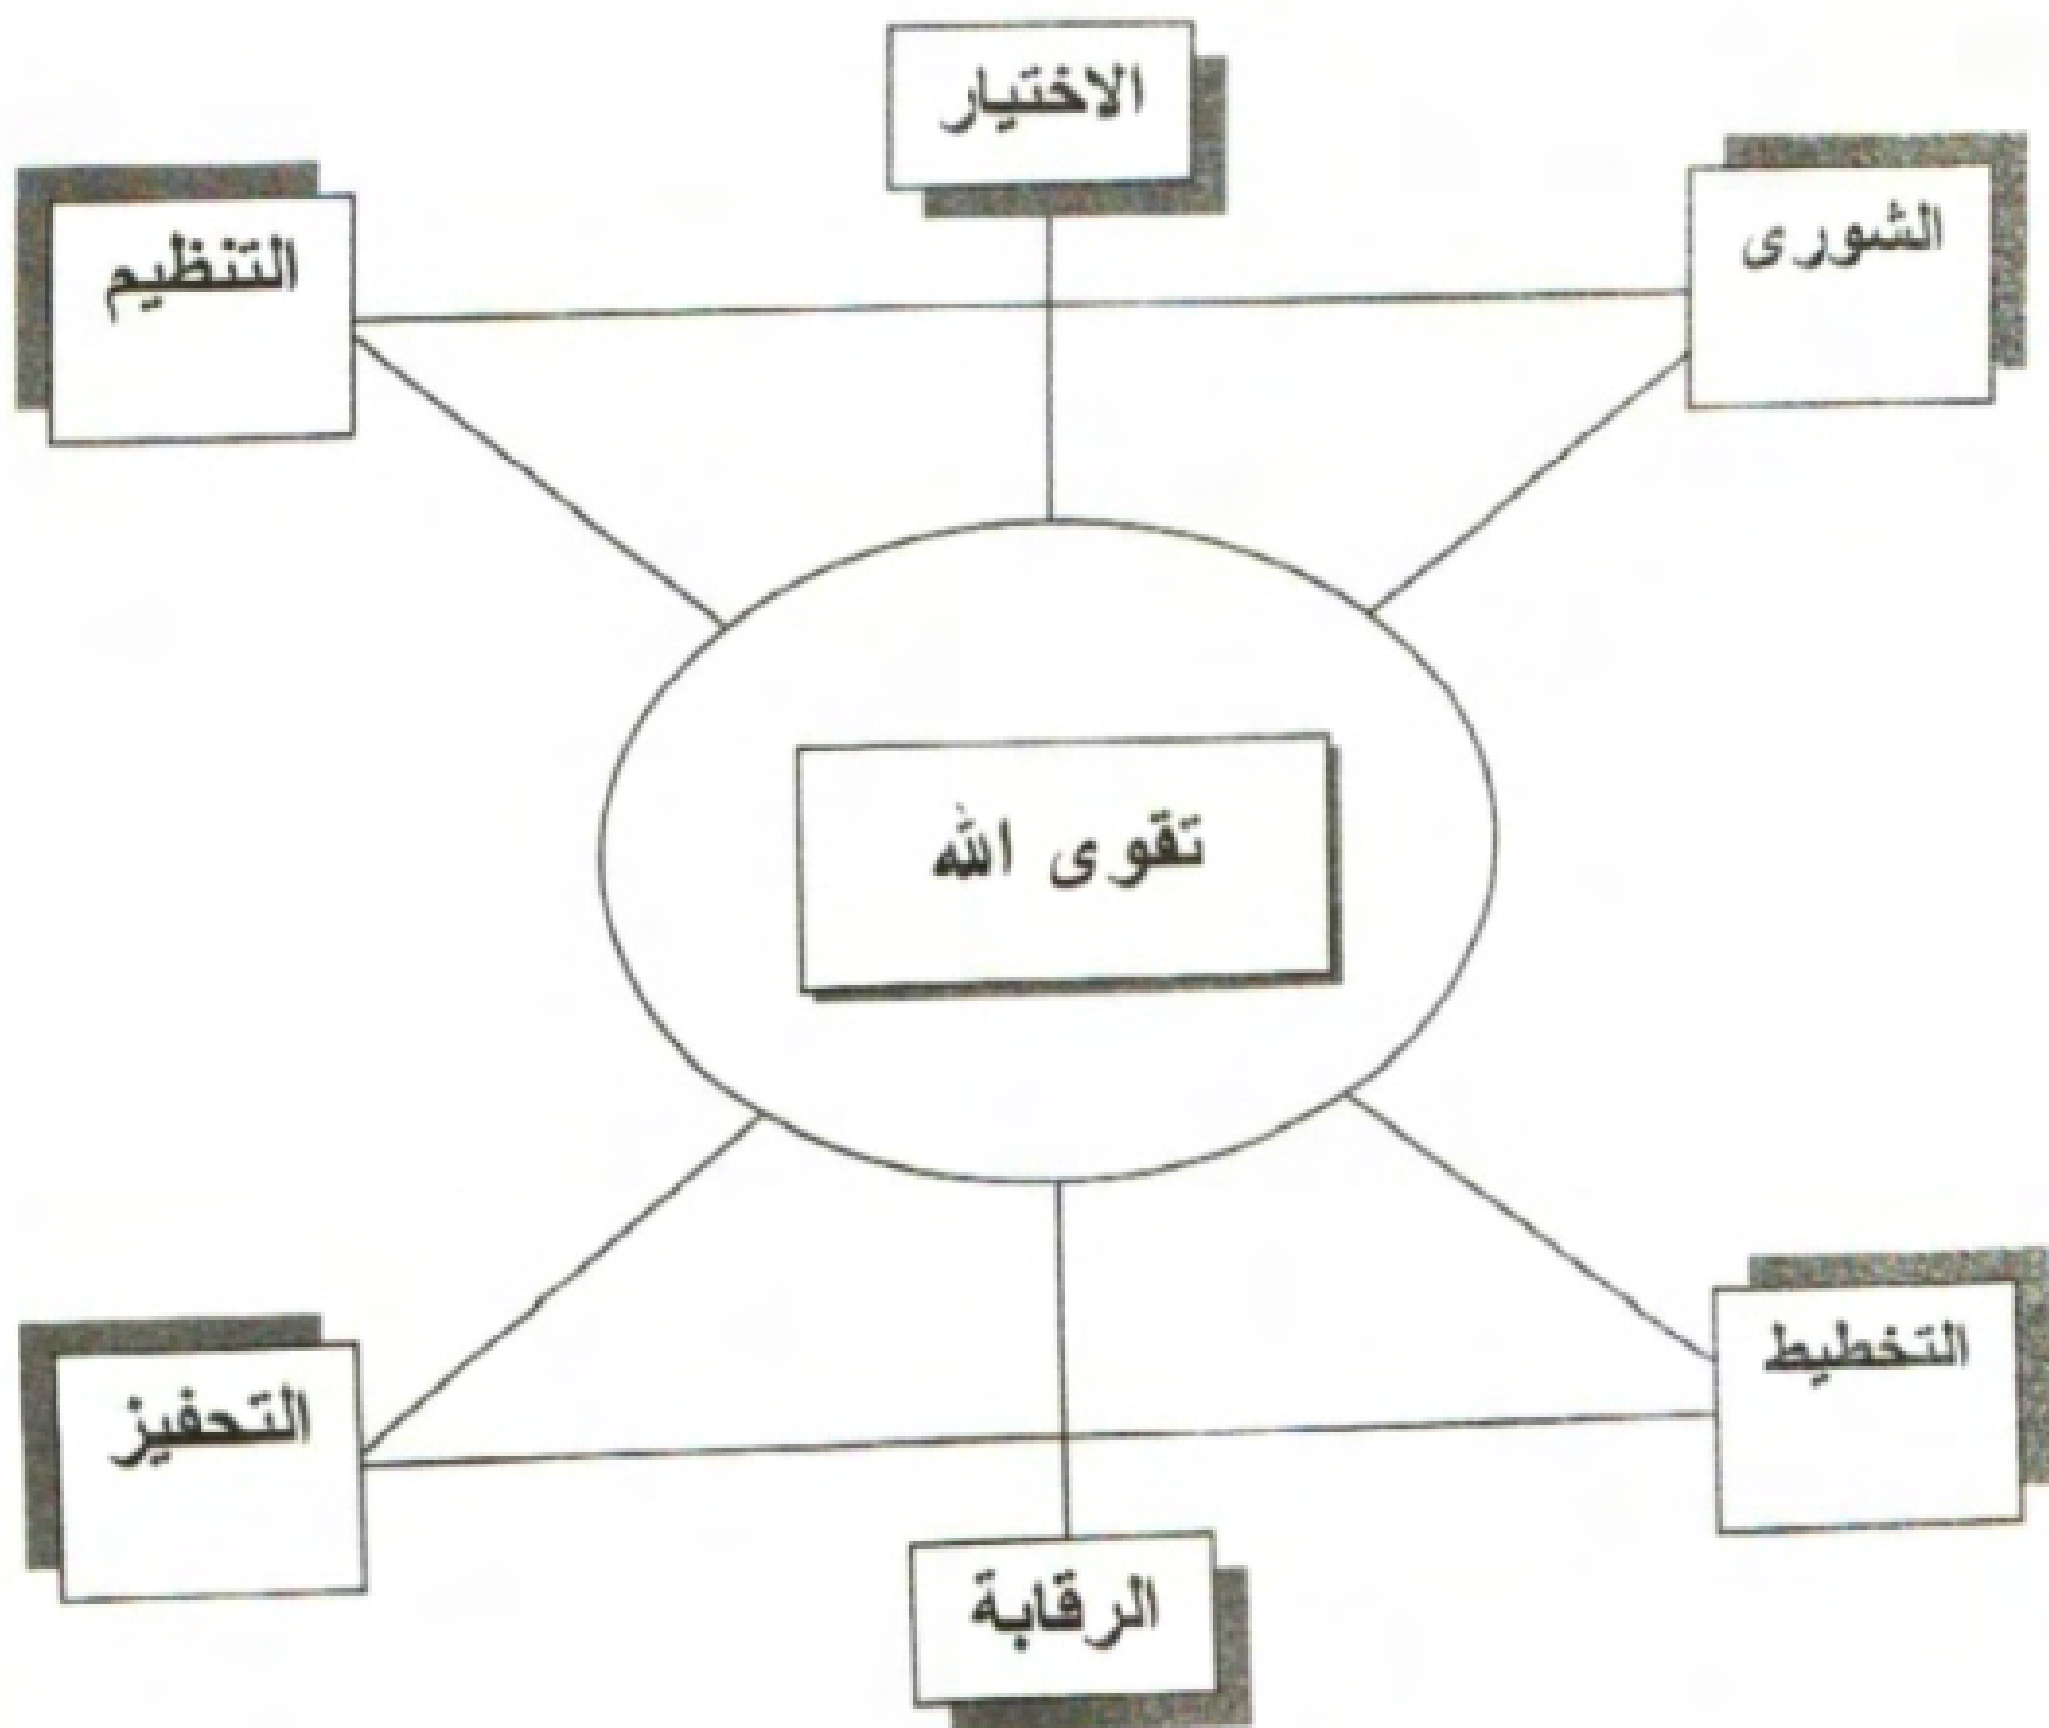 الاختيار
الشورى
التنظيم
تقوى الله
التخطيط
التحفيز
الرقابة